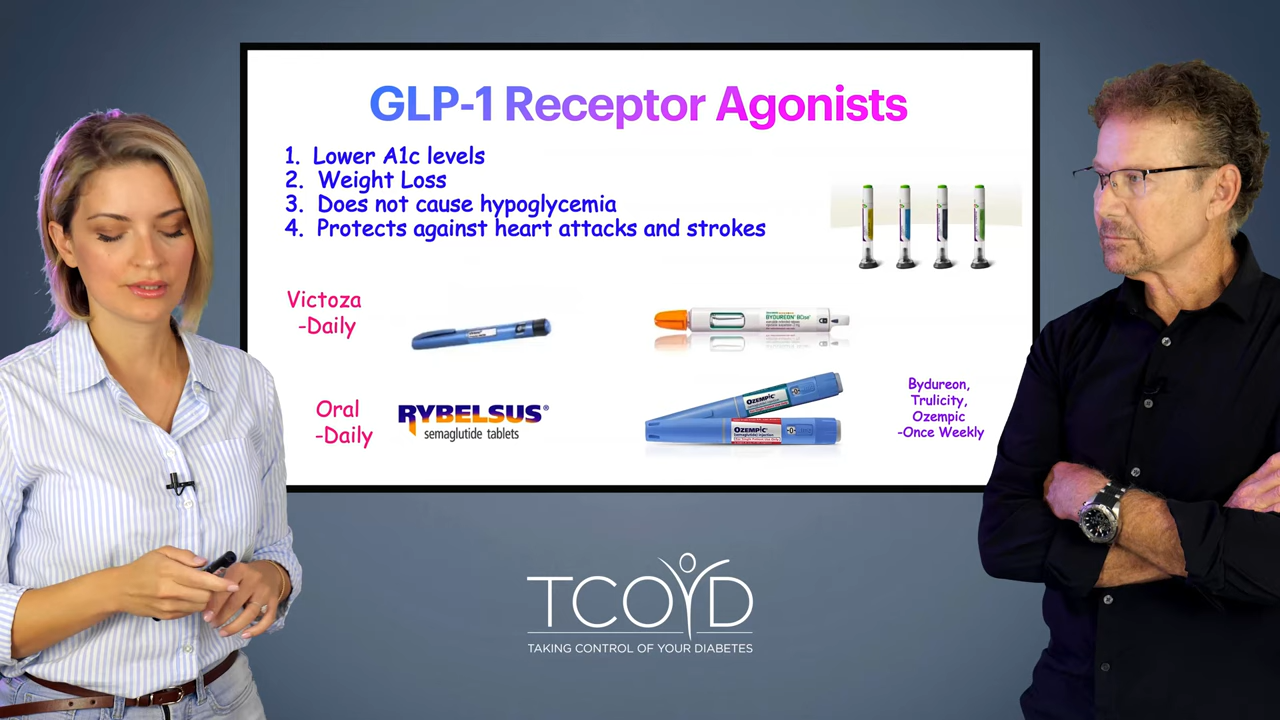 GLP-1 Receptor Agonists
1. Lower A1c levels
2. Weight Loss
3. Does not cause hypoglycemia
4. Protects against heart attacks and strokes
Victoza
-Daily
BYDUREON BCise
Oral
-Daily
RYBELSUS®
semaglutide tablets
OZEMPIC
OZEMPIC
Bydureon,
Trulicity,
Ozempic
-Once Weekly
TCOYD
TAKING CONTROL OF YOUR DIABETES